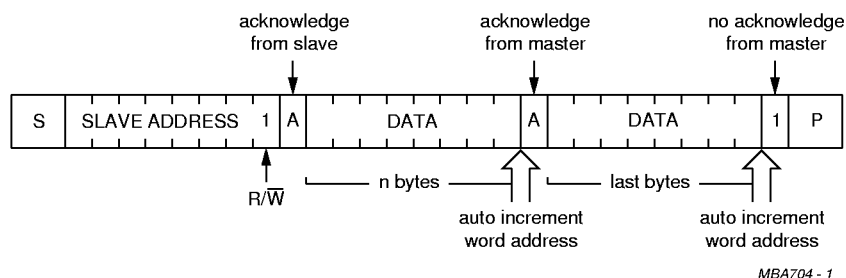 acknowledge
from slave
acknowledge
from master
no acknowledge
from master
S SLAVE ADDRESS 1 A DATA A DATA 1 P
R/W̅
n bytes
last bytes
auto increment
word address
auto increment
word address
MBA704 - 1